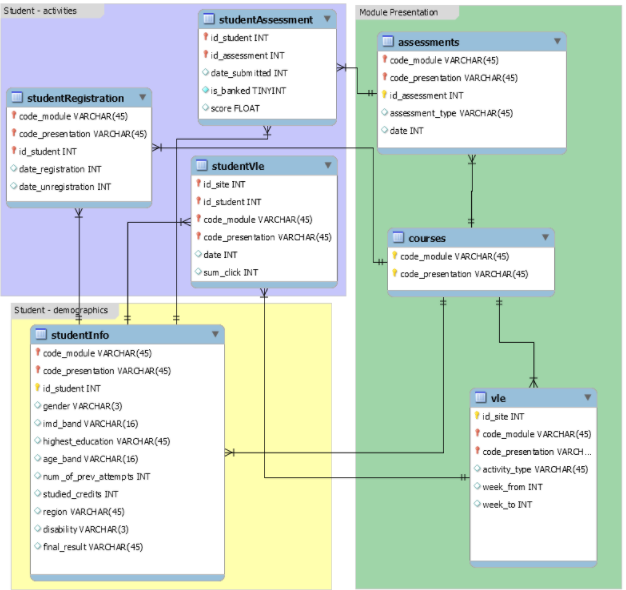 Student - activities
studentAssessment
id_student INT
id_assessment INT
date_submitted INT
is_banked TINYINT
score FLOAT
studentRegistration
code_module VARCHAR(45)
code_presentation VARCHAR(45)
id_student INT
date_registration INT
date_unregistration INT
studentVle
id_site INT
id_student INT
code_module VARCHAR(45)
code_presentation VARCHAR(45)
date INT
sum_click INT
Student - demographics
studentInfo
code_module VARCHAR(45)
code_presentation VARCHAR(45)
id_student INT
gender VARCHAR(3)
imd_band VARCHAR(16)
highest_education VARCHAR(45)
age_band VARCHAR(16)
num_of_prev_attempts INT
studied_credits INT
region VARCHAR(45)
disability VARCHAR(3)
final_result VARCHAR(45)
Module Presentation
assessments
code_module VARCHAR(45)
code_presentation VARCHAR(45)
id_assessment INT
assessment_type VARCHAR(45)
date INT
courses
code_module VARCHAR(45)
code_presentation VARCHAR(45)
vle
id_site INT
code_module VARCHAR(45)
code_presentation VARCH...
activity_type VARCHAR(45)
week_from INT
week_to INT